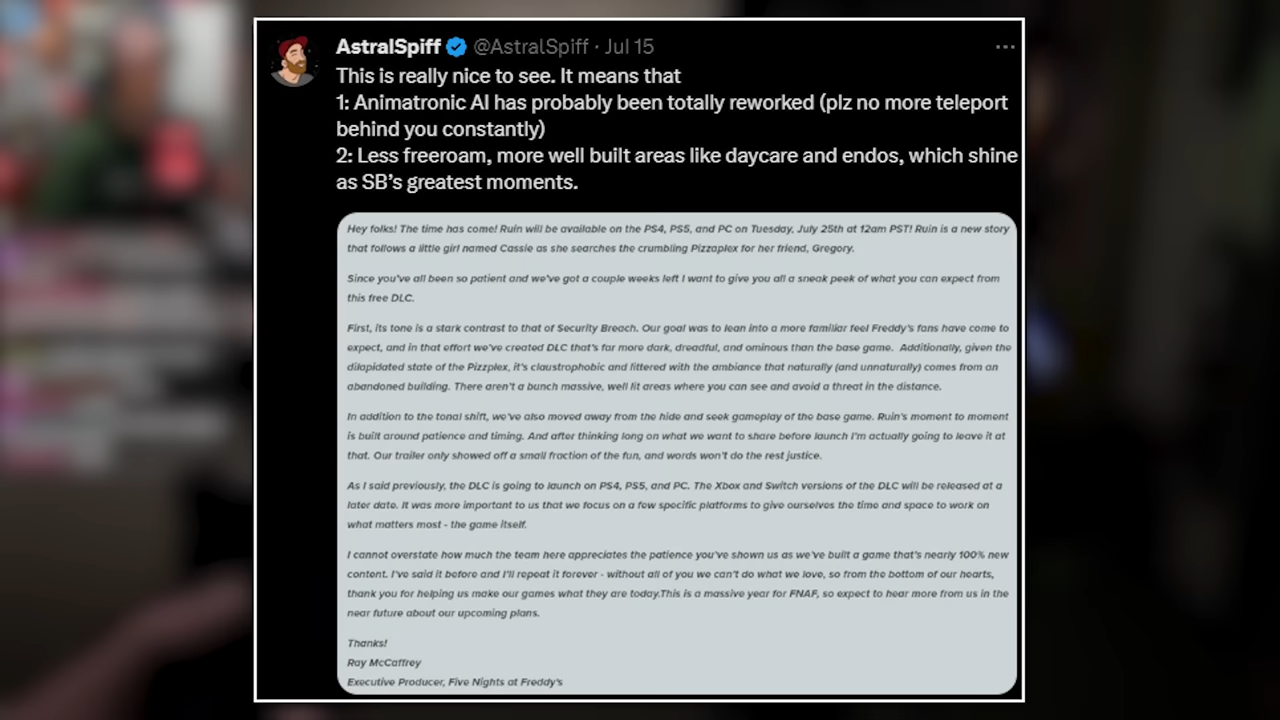 AstralSpiff @AstralSpiff · Jul 15
This is really nice to see. It means that
1: Animatronic AI has probably been totally reworked (plz no more teleport
behind you constantly)
2: Less freeroam, more well built areas like daycare and endos, which shine
as SB's greatest moments.
Hey folks! The time has come! Ruin will be available on the PS4, PS5, and PC on Tuesday, July 25th at 12am PST! Ruin is a new story
that follows a little girl named Cassie as she searches the crumbling Pizzaplex for her friend, Gregory.
Since you've all been so patient and we've got a couple weeks left I want to give you all a sneak peek of what you can expect from
this free DLC.
First, its tone is a stark contrast to that of Security Breach. Our goal was to lean into a more familiar feel Freddy's fans have come to
expect, and in that effort we've created DLC that's far more dark, dreadful, and ominous than the base game. Additionally, given the
dilapidated state of the Pizzplex, it's claustrophobic and littered with the ambiance that naturally (and unnaturally) comes from an
abandoned building. There aren't a bunch massive, well lit areas where you can see and avoid a threat in the distance.
In addition to the tonal shift, we've also moved away from the hide and seek gameplay of the base game. Ruin's moment to moment
is built around patience and timing. And after thinking long on what we want to share before launch I'm actually going to leave it at
that. Our trailer only showed off a small fraction of the fun, and words won't do the rest justice.
As I said previously, the DLC is going to launch on PS4, PS5, and PC. The Xbox and Switch versions of the DLC will be released at a
later date. It was more important to us that we focus on a few specific platforms to give ourselves the time and space to work on
what matters most - the game itself.
I cannot overstate how much the team here appreciates the patience you've shown us as we've built a game that's nearly 100% new
content. I've said it before and I'll repeat it forever - without all of you we can't do what we love, so from the bottom of our hearts,
thank you for helping us make our games what they are today.This is a massive year for FNAF, so expect to hear more from us in the
near future about our upcoming plans.
Thanks!
Ray McCaffrey
Executive Producer, Five Nights at Freddy's